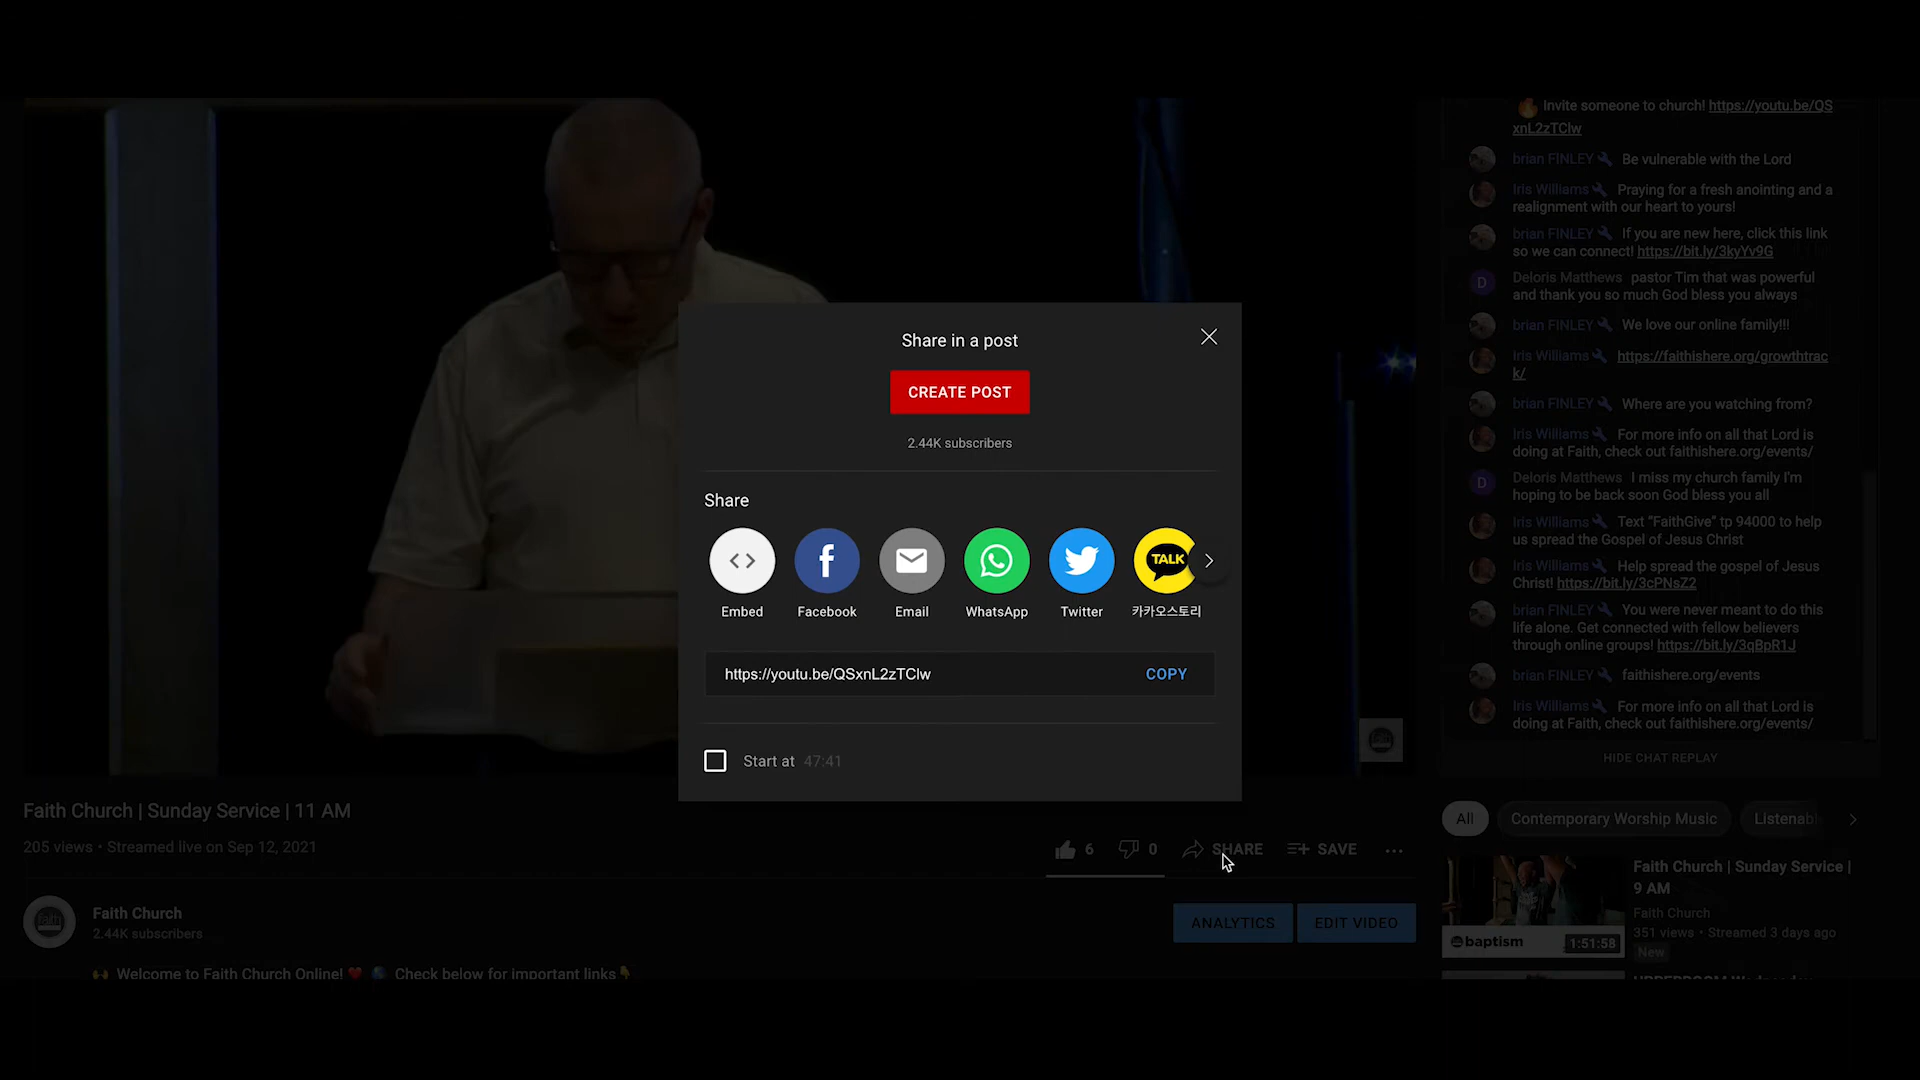 Invite someone to church! https://youtu.be/QS
xnL2zTClw
brian FINLEY Be vulnerable with the Lord
Iris Williams Praying for a fresh anointing and a
realignment with our heart to yours!
brian FINLEY If you are new here, click this link
so we can connect! https://bit.ly/3kyYv9G
Deloris Matthews pastor Tim that was powerful
and thank you so much God bless you always
brian FINLEY We love our online family!!!
Iris Williams https://faithishere.org/growthtrac
k/
brian FINLEY Where are you watching from?
Iris Williams For more info on all that Lord is
doing at Faith, check out faithishere.org/events/
Deloris Matthews I miss my church family I'm
hoping to be back soon God bless you all
Iris Williams Text "FaithGive" tp 94000 to help
us spread the Gospel of Jesus Christ
Iris Williams Help spread the gospel of Jesus
Christ! https://bit.ly/3cPNsZ2
brian FINLEY You were never meant to do this
life alone. Get connected with fellow believers
through online groups! https://bit.ly/3qBpR1J
brian FINLEY faithishere.org/events
Iris Williams For more info on all that Lord is
doing at Faith, check out faithishere.org/events/
HIDE CHAT REPLAY
D
D
Share in a post
CREATE POST
2.44K subscribers
Share
TALK
Embed Facebook Email WhatsApp Twitter 카카오스토리
https://youtu.be/QSxnL2zTClw COPY
Start at 47:41
Faith Church | Sunday Service | 11 AM
205 views • Streamed live on Sep 12, 2021
6 0 SHARE SAVE
Faith Church
2.44K subscribers
ANALYTICS EDIT VIDEO
Welcome to Faith Church Online! Check below for important links
All Contemporary Worship Music Listenabl
Faith Church | Sunday Service |
9 AM
Faith Church
351 views • Streamed 3 days ago
New
baptism
1:51:58